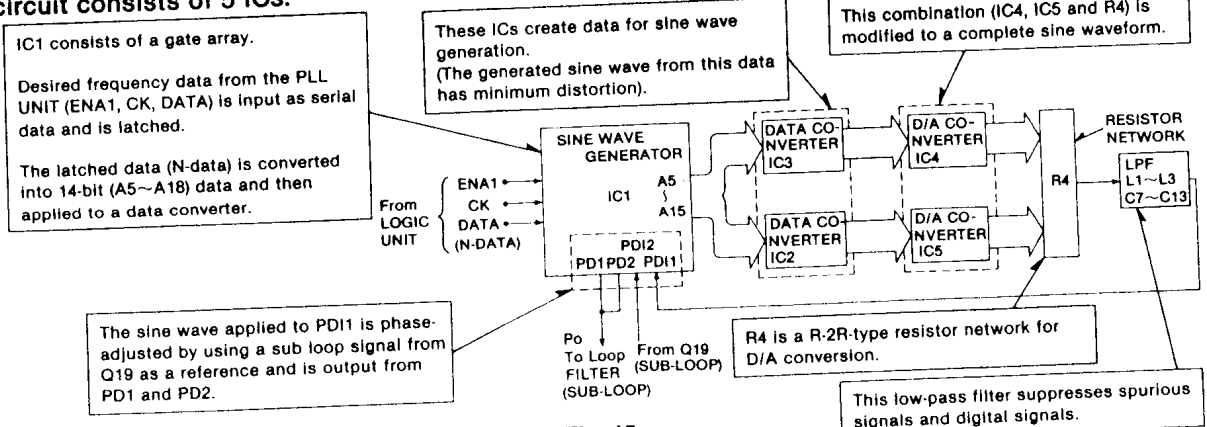 circuit consists of 5 ICs.
IC1 consists of a gate array.
Desired frequency data from the PLL
UNIT (ENA1, CK, DATA) is input as serial
data and is latched.
The latched data (N-data) is converted
into 14-bit (A5~A18) data and then
applied to a data converter.
These ICs create data for sine wave
generation.
(The generated sine wave from this data
has minimum distortion).
This combination (IC4, IC5 and R4) is
modified to a complete sine waveform.
From
LOGIC
UNIT
ENA1
CK
DATA
(N-DATA)
SINE WAVE
GENERATOR
IC1
A5
~
A15
PDI2
PD1 PD2 PDI1
DATA CO-
NVERTER
IC3
DATA CO-
NVERTER
IC2
D/A CO-
NVERTER
IC4
D/A CO-
NVERTER
IC5
R4
RESISTOR
NETWORK
LPF
L1~L3
C7~C13
The sine wave applied to PDI1 is phase-
adjusted by using a sub loop signal from
Q19 as a reference and is output from
PD1 and PD2.
Po
To Loop
FILTER
(SUB-LOOP)
From Q19
(SUB-LOOP)
R4 is a R-2R-type resistor network for
D/A conversion.
This low-pass filter suppresses spurious
signals and digital signals.